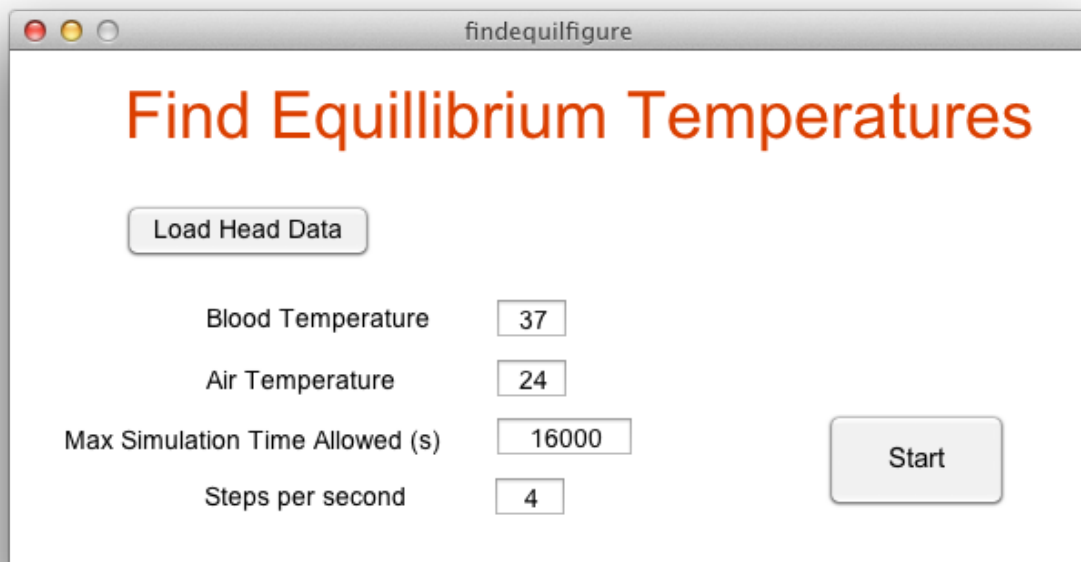 findequilfigure
Find Equillibrium Temperatures
Load Head Data
Blood Temperature 37
Air Temperature 24
Max Simulation Time Allowed (s) 16000
Start
Steps per second 4